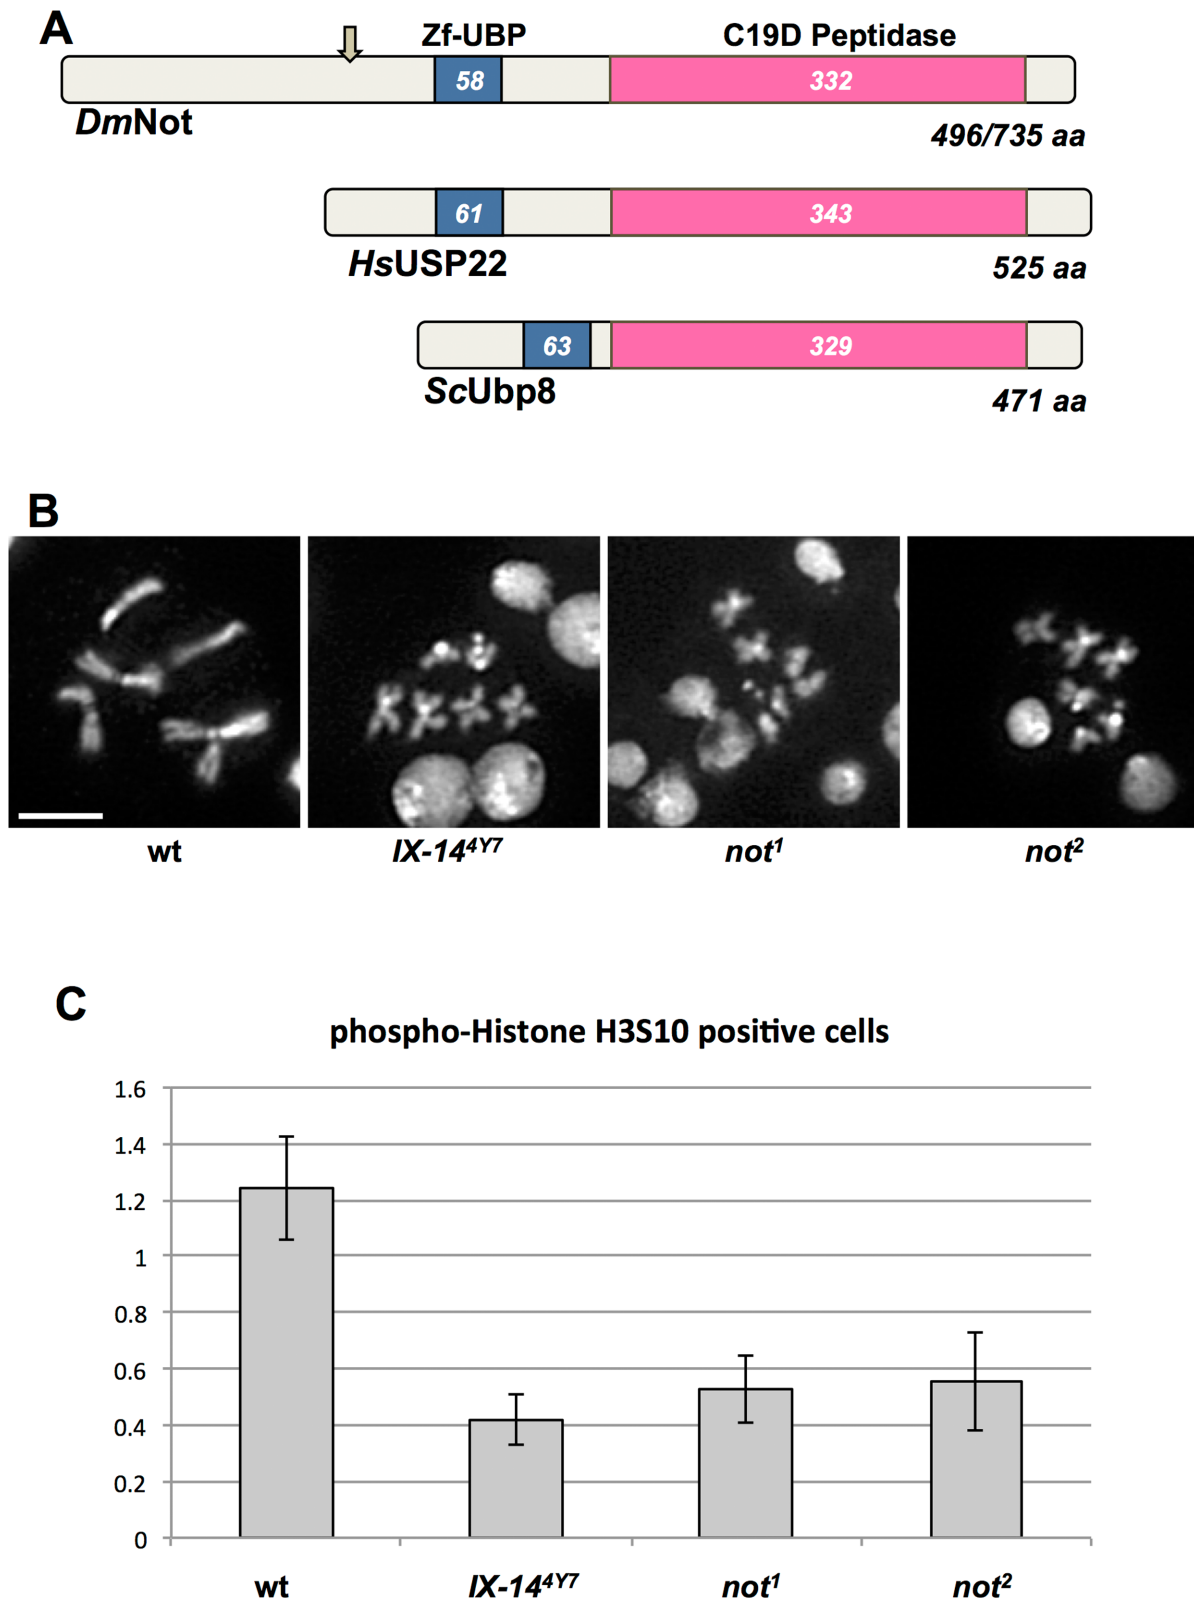 A
Zf-UBP C19D Peptidase
58 332
DmNot
496/735 aa
61 343
HsUSP22
525 aa
63 329
ScUbp8
471 aa
B
wt IX-14⁴ʸ⁷ not¹ not²
C
phospho-Histone H3S10 positive cells
1.6
1.4
1.2
1
0.8
0.6
0.4
0.2
0
wt IX-14⁴ʸ⁷ not¹ not²